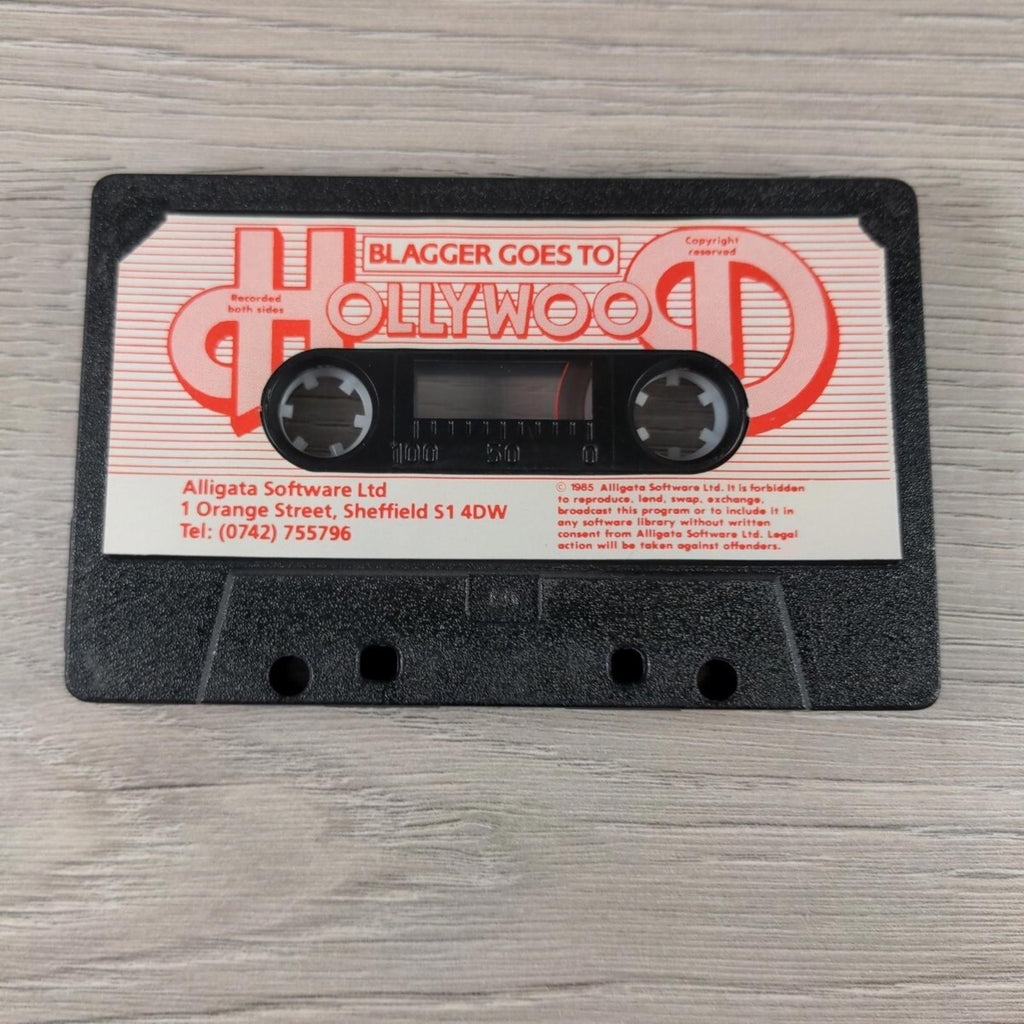 BLAGGER GOES TO
HOLLYWOOD
Copyright
reserved
Recorded
both sides
100 50 0
Alligata Software Ltd
1 Orange Street, Sheffield S1 4DW
Tel: (0742) 755796
© 1985 Alligata Software Ltd. It is forbidden
to reproduce, lend, swap, exchange,
broadcast this program or to include it in
any software library without written
consent from Alligata Software Ltd. Legal
action will be taken against offenders.